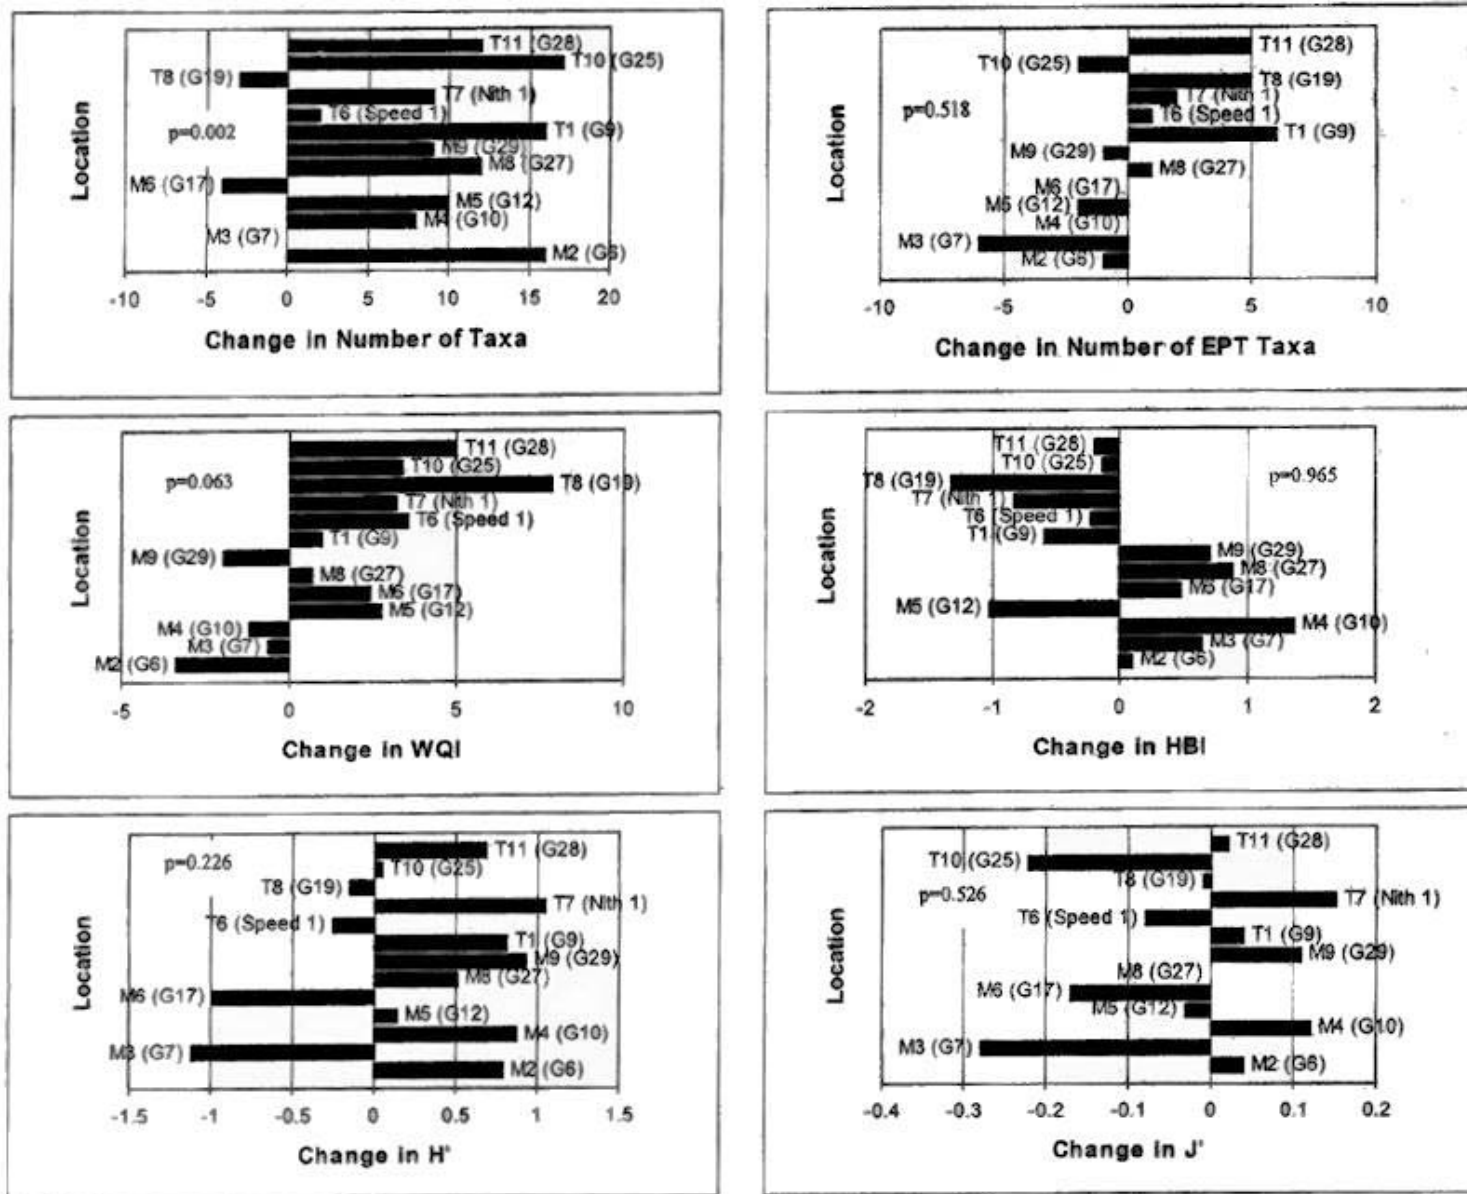 T11 (G28)
T10 (G25)
T8 (G19)
T7 (Nith 1)
T6 (Speed 1)
p=0.002
T1 (G9)
M9 (G29)
M8 (G27)
M6 (G17)
M5 (G12)
M4 (G10)
M3 (G7)
M2 (G6)
Location
-10 -5 0 5 10 15 20
Change in Number of Taxa
T11 (G28)
T10 (G25)
T8 (G19)
T7 (Nith 1)
p=0.518
T6 (Speed 1)
T1 (G9)
M9 (G29)
M8 (G27)
M6 (G17)
M5 (G12)
M4 (G10)
M3 (G7)
M2 (G6)
Location
-10 -5 0 5 10
Change in Number of EPT Taxa
T11 (G28)
T10 (G25)
p=0.063
T8 (G19)
T7 (Nith 1)
T6 (Speed 1)
T1 (G9)
M9 (G29)
M8 (G27)
M6 (G17)
M5 (G12)
M4 (G10)
M3 (G7)
M2 (G6)
Location
-5 0 5 10
Change in WQI
T11 (G28)
T10 (G25)
p=0.965
T8 (G19)
T7 (Nith 1)
T6 (Speed 1)
T1 (G9)
M9 (G29)
M8 (G27)
M6 (G17)
M5 (G12)
M4 (G10)
M3 (G7)
M2 (G6)
Location
-2 -1 0 1 2
Change in HBI
T11 (G28)
p=0.226
T10 (G25)
T8 (G19)
T7 (Nith 1)
T6 (Speed 1)
T1 (G9)
M9 (G29)
M8 (G27)
M6 (G17)
M5 (G12)
M4 (G10)
M3 (G7)
M2 (G6)
Location
-1.5 -1 -0.5 0 0.5 1 1.5
Change in H'
T11 (G28)
T10 (G25)
T8 (G19)
p=0.526
T7 (Nith 1)
T6 (Speed 1)
T1 (G9)
M9 (G29)
M8 (G27)
M6 (G17)
M5 (G12)
M4 (G10)
M3 (G7)
M2 (G6)
Location
-0.4 -0.3 -0.2 -0.1 0 0.1 0.2
Change in J'